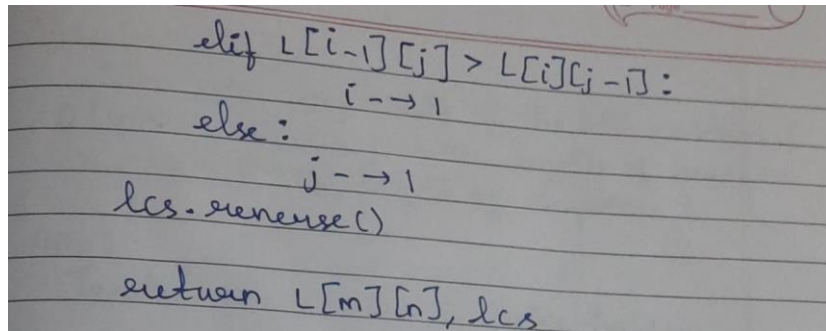 elif L[i-1][j] > L[i][j-1]:
i -→ 1
else:
j -→ 1
lcs.reverse()
return L[m][n], lcs